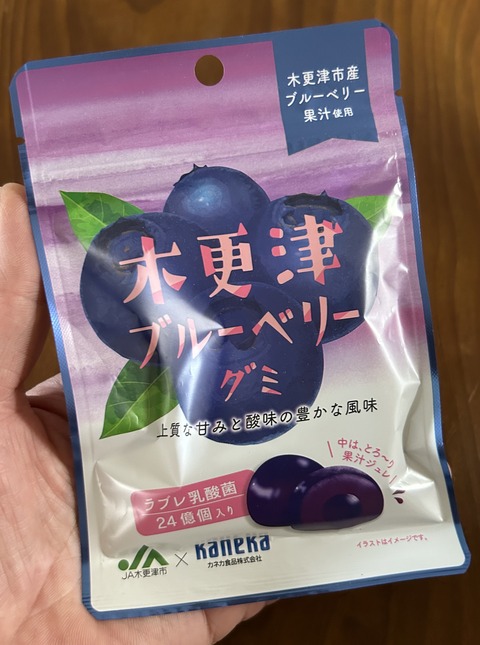 木更津市産
ブルーベリー
果汁使用
木更津
ブルーベリー
グミ
上質な甘みと酸味の豊かな風味
中は、とろ〜り
果汁ジュレ!
ラブレ乳酸菌
24億個入り
JA木更津市
×
Kaneka
カネカ食品株式会社
イラストはイメージです。